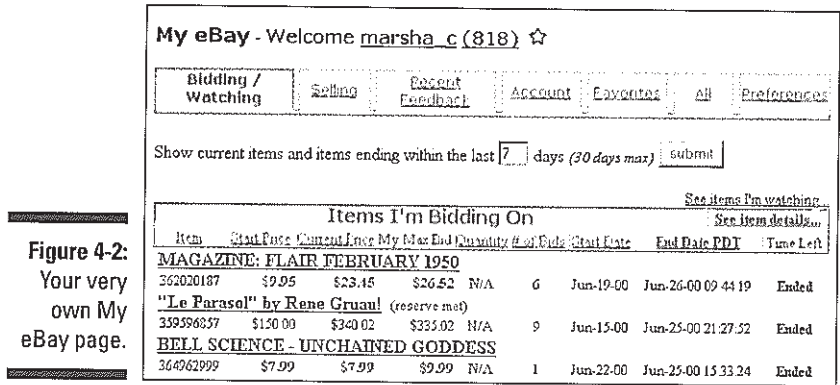 My eBay - Welcome marsha_c (818) ☆
Bidding / Watching Selling Recent Feedback Account Favorites All Preferences
Show current items and items ending within the last 7 days (30 days max) submit
See items I'm watching...
Items I'm Bidding On See item details...
Item Start Price Current Price My Max Bid Quantity # of Bids Start Date End Date PDT Time Left
MAGAZINE: FLAIR FEBRUARY 1950
362020187 $9.95 $23.45 $26.52 N/A 6 Jun-19-00 Jun-26-00 09:44:19 Ended
"Le Parasol" by Rene Gruau! (reserve met)
359596857 $150.00 $340.02 $335.02 N/A 9 Jun-15-00 Jun-25-00 21:27:52 Ended
BELL SCIENCE - UNCHAINED GODDESS
364962999 $7.99 $7.99 $9.99 N/A 1 Jun-22-00 Jun-25-00 15:33:24 Ended
Figure 4-2:
Your very
own My
eBay page.